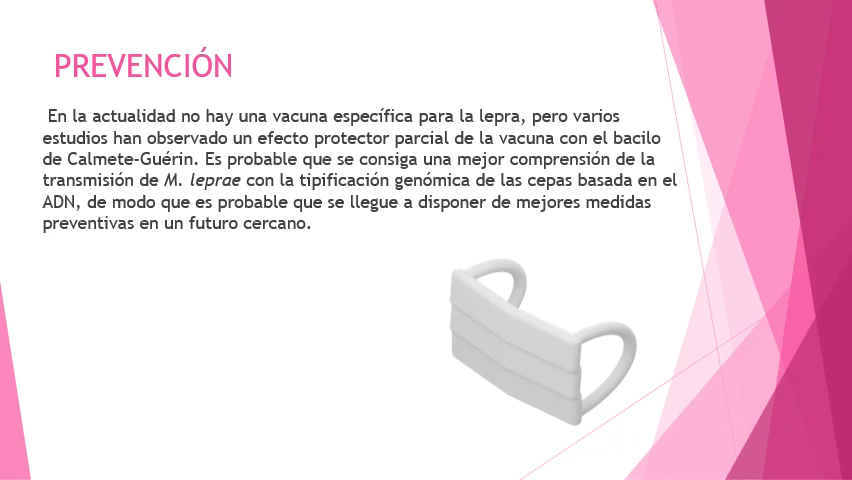 PREVENCIÓN
En la actualidad no hay una vacuna específica para la lepra, pero varios
estudios han observado un efecto protector parcial de la vacuna con el bacilo
de Calmete-Guérin. Es probable que se consiga una mejor comprensión de la
transmisión de M. leprae con la tipificación genómica de las cepas basada en el
ADN, de modo que es probable que se llegue a disponer de mejores medidas
preventivas en un futuro cercano.